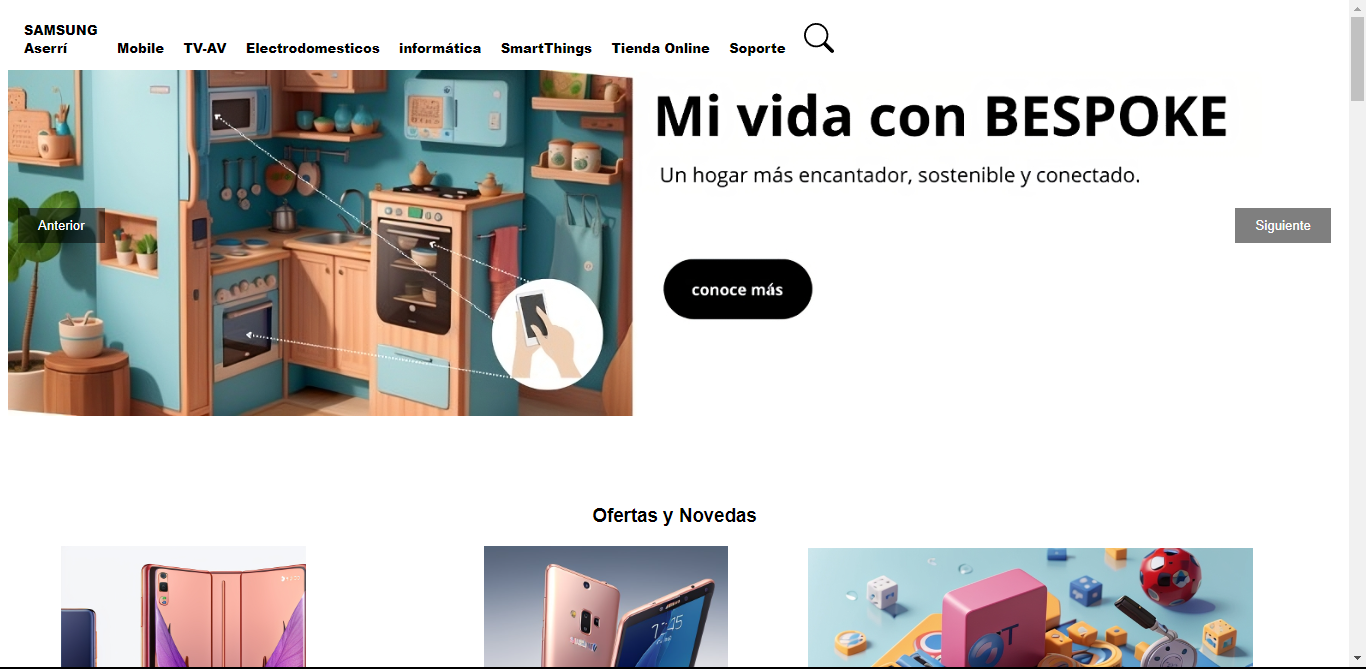 SAMSUNG
Aserrí
Mobile TV-AV Electrodomesticos informática SmartThings Tienda Online Soporte
Mi vida con BESPOKE
Un hogar más encantador, sostenible y conectado.
Anterior
Siguiente
conoce más
Ofertas y Novedas